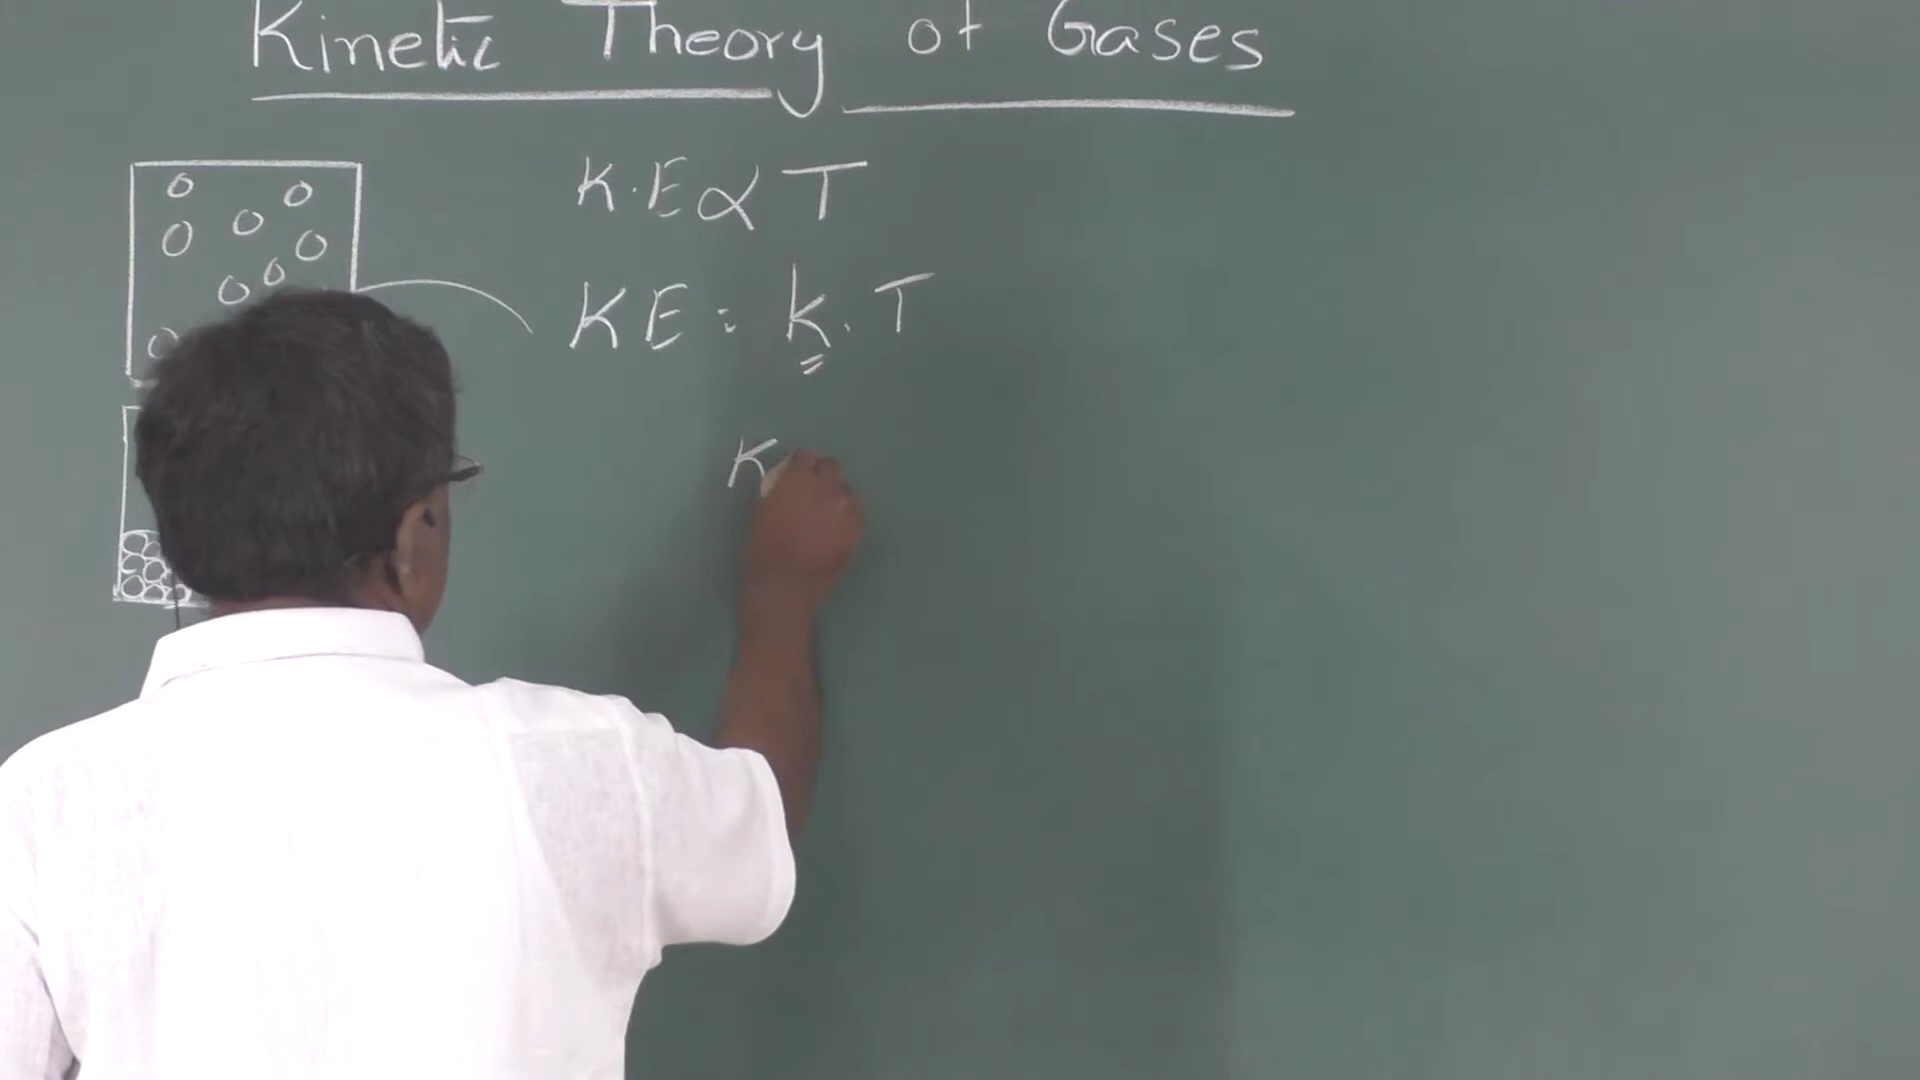 Kinetic Theory of Gases
K.E ∝ T
KE = k. T
K